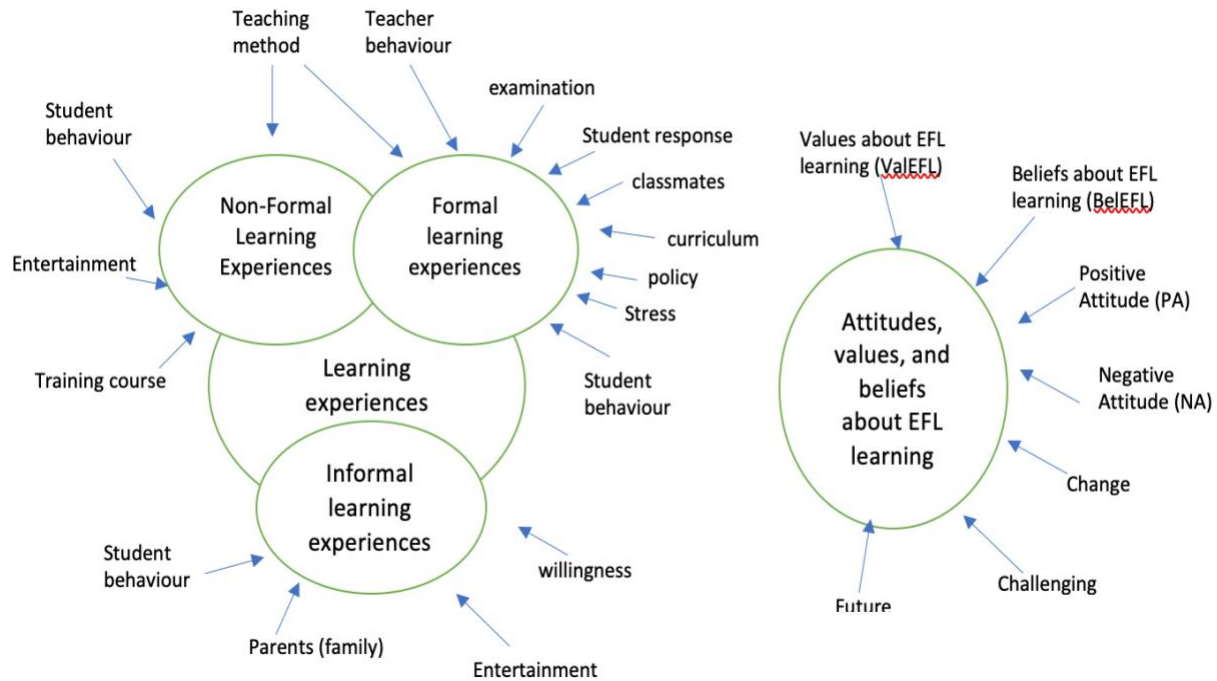 Teaching
method
Teacher
behaviour
examination
Student
behaviour
Student response
classmates
curriculum
policy
Stress
Student
behaviour
Non-Formal
Learning
Experiences
Formal
learning
experiences
Entertainment
Training course
Learning
experiences
Informal
learning
experiences
Student
behaviour
Parents (family)
Entertainment
willingness
Values about EFL
learning (ValEFL)
Beliefs about EFL
learning (BelEFL)
Positive
Attitude (PA)
Negative
Attitude (NA)
Change
Challenging
Future
Attitudes,
values, and
beliefs
about EFL
learning